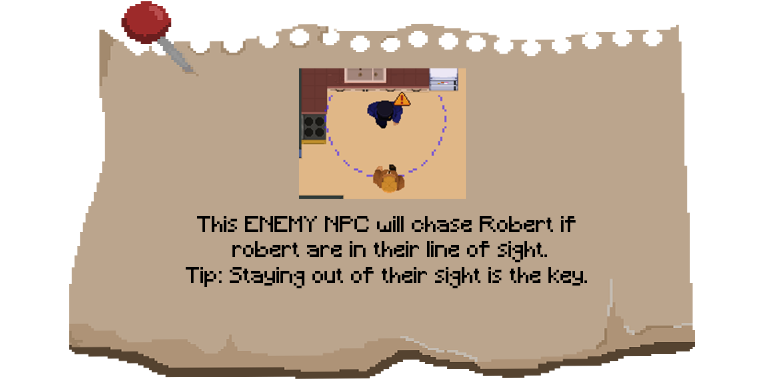 This ENEMY NPC will chase Robert if
robert are in their line of sight.
Tip: Staying out of their sight is the key.